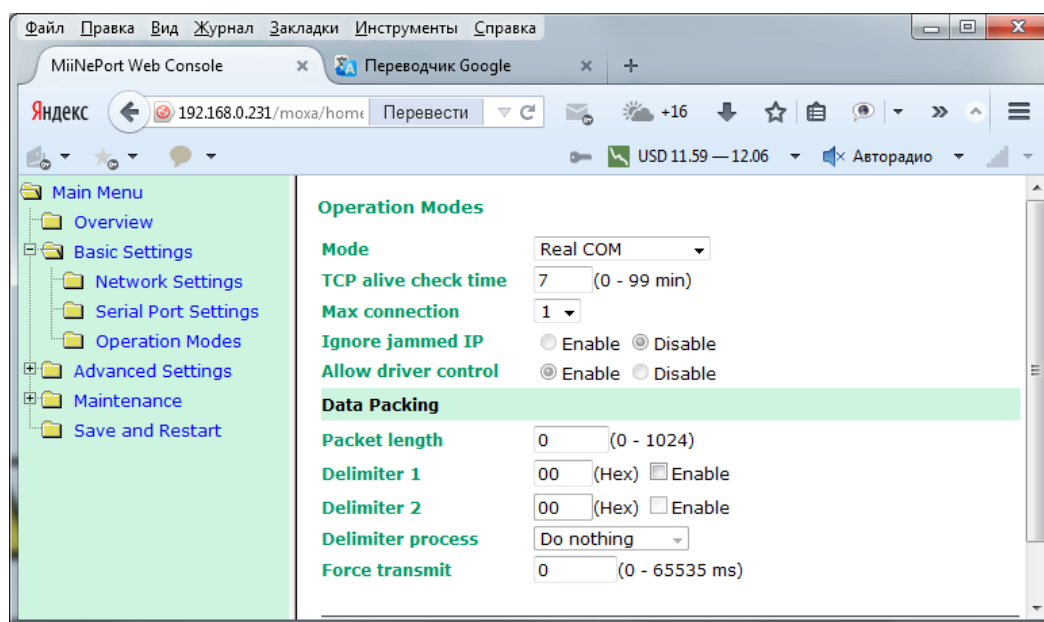 Файл Правка Вид Журнал Закладки Инструменты Справка
MiiNePort Web Console Переводчик Google
Яндекс 192.168.0.231/moxa/home Перевести +16
USD 11.59 — 12.06 Авторадио
Main Menu
Overview
Basic Settings
Network Settings
Serial Port Settings
Operation Modes
Advanced Settings
Maintenance
Save and Restart
Operation Modes
Mode Real COM
TCP alive check time 7 (0 - 99 min)
Max connection 1
Ignore jammed IP Enable Disable
Allow driver control Enable Disable
Data Packing
Packet length 0 (0 - 1024)
Delimiter 1 00 (Hex) Enable
Delimiter 2 00 (Hex) Enable
Delimiter process Do nothing
Force transmit 0 (0 - 65535 ms)